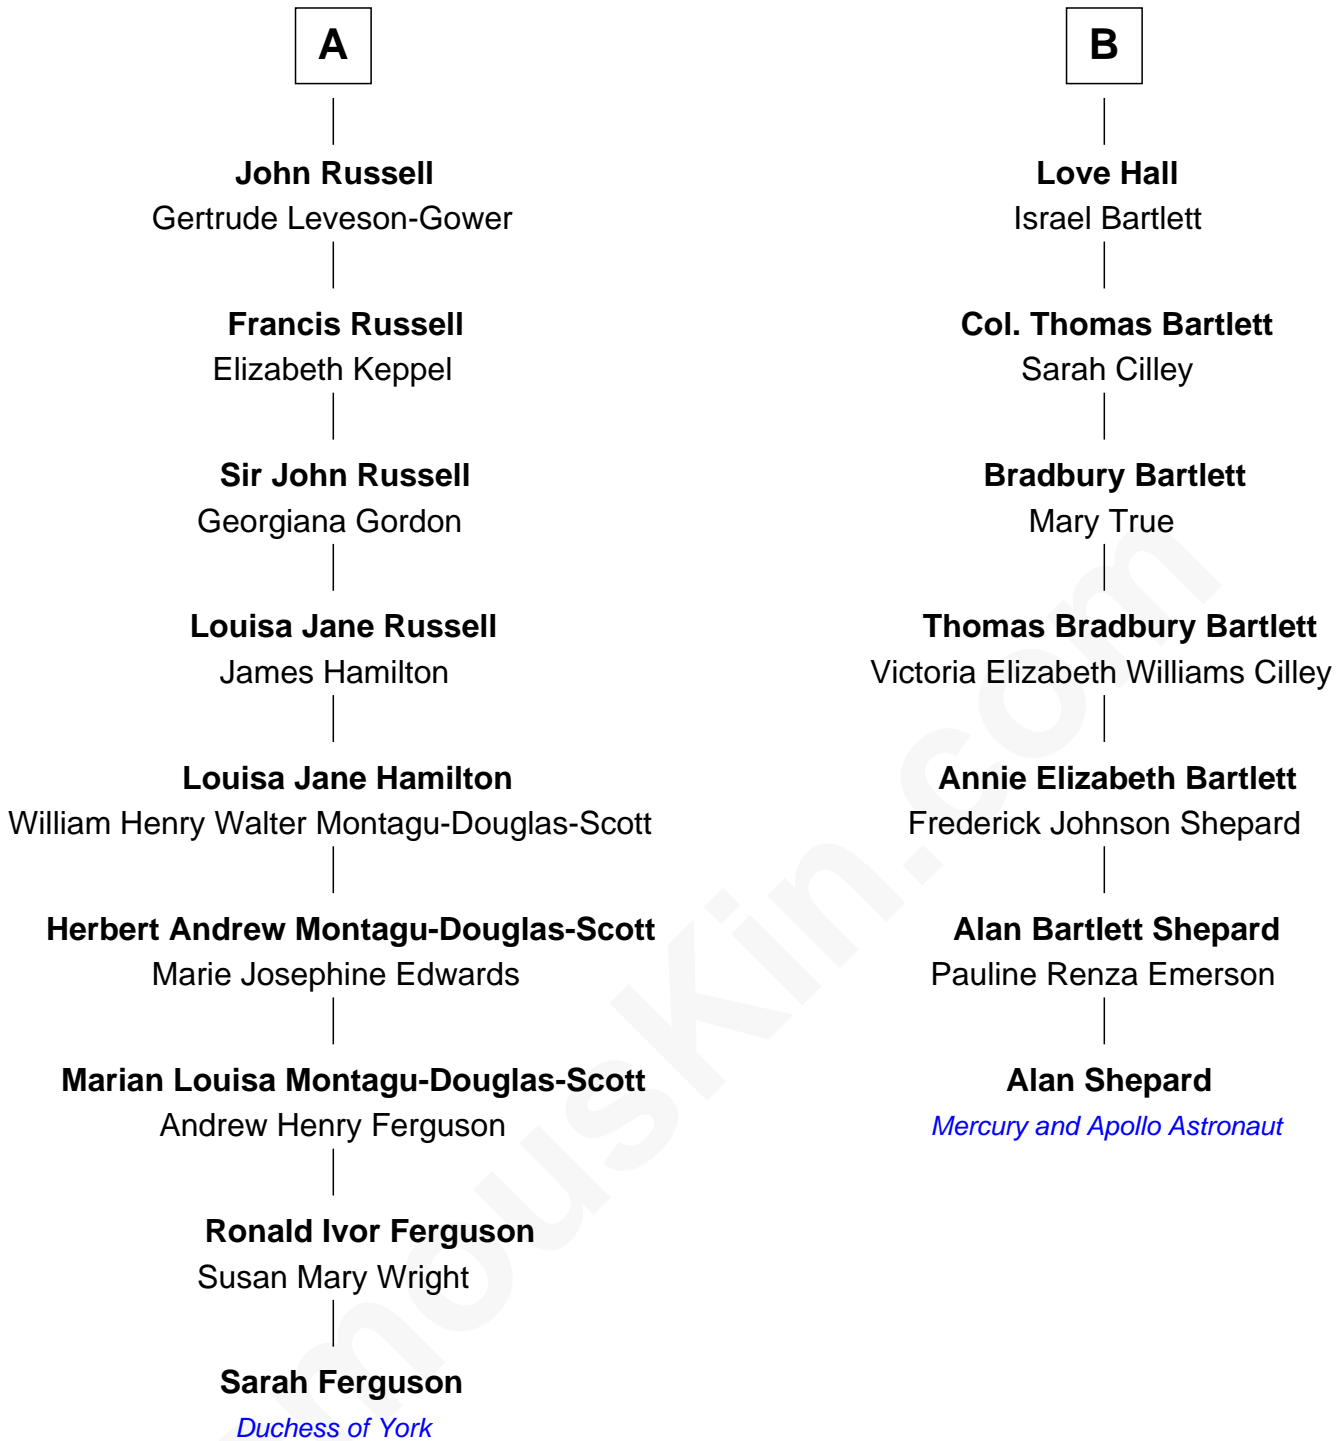 A
John Russell
Gertrude Leveson-Gower
Francis Russell
Elizabeth Keppel
Sir John Russell
Georgiana Gordon
Louisa Jane Russell
James Hamilton
Louisa Jane Hamilton
William Henry Walter Montagu-Douglas-Scott
Herbert Andrew Montagu-Douglas-Scott
Marie Josephine Edwards
Marian Louisa Montagu-Douglas-Scott
Andrew Henry Ferguson
Ronald Ivor Ferguson
Susan Mary Wright
Sarah Ferguson
Duchess of York
B
Love Hall
Israel Bartlett
Col. Thomas Bartlett
Sarah Cilley
Bradbury Bartlett
Mary True
Thomas Bradbury Bartlett
Victoria Elizabeth Williams Cilley
Annie Elizabeth Bartlett
Frederick Johnson Shepard
Alan Bartlett Shepard
Pauline Renza Emerson
Alan Shepard
Mercury and Apollo Astronaut
mouskin.com